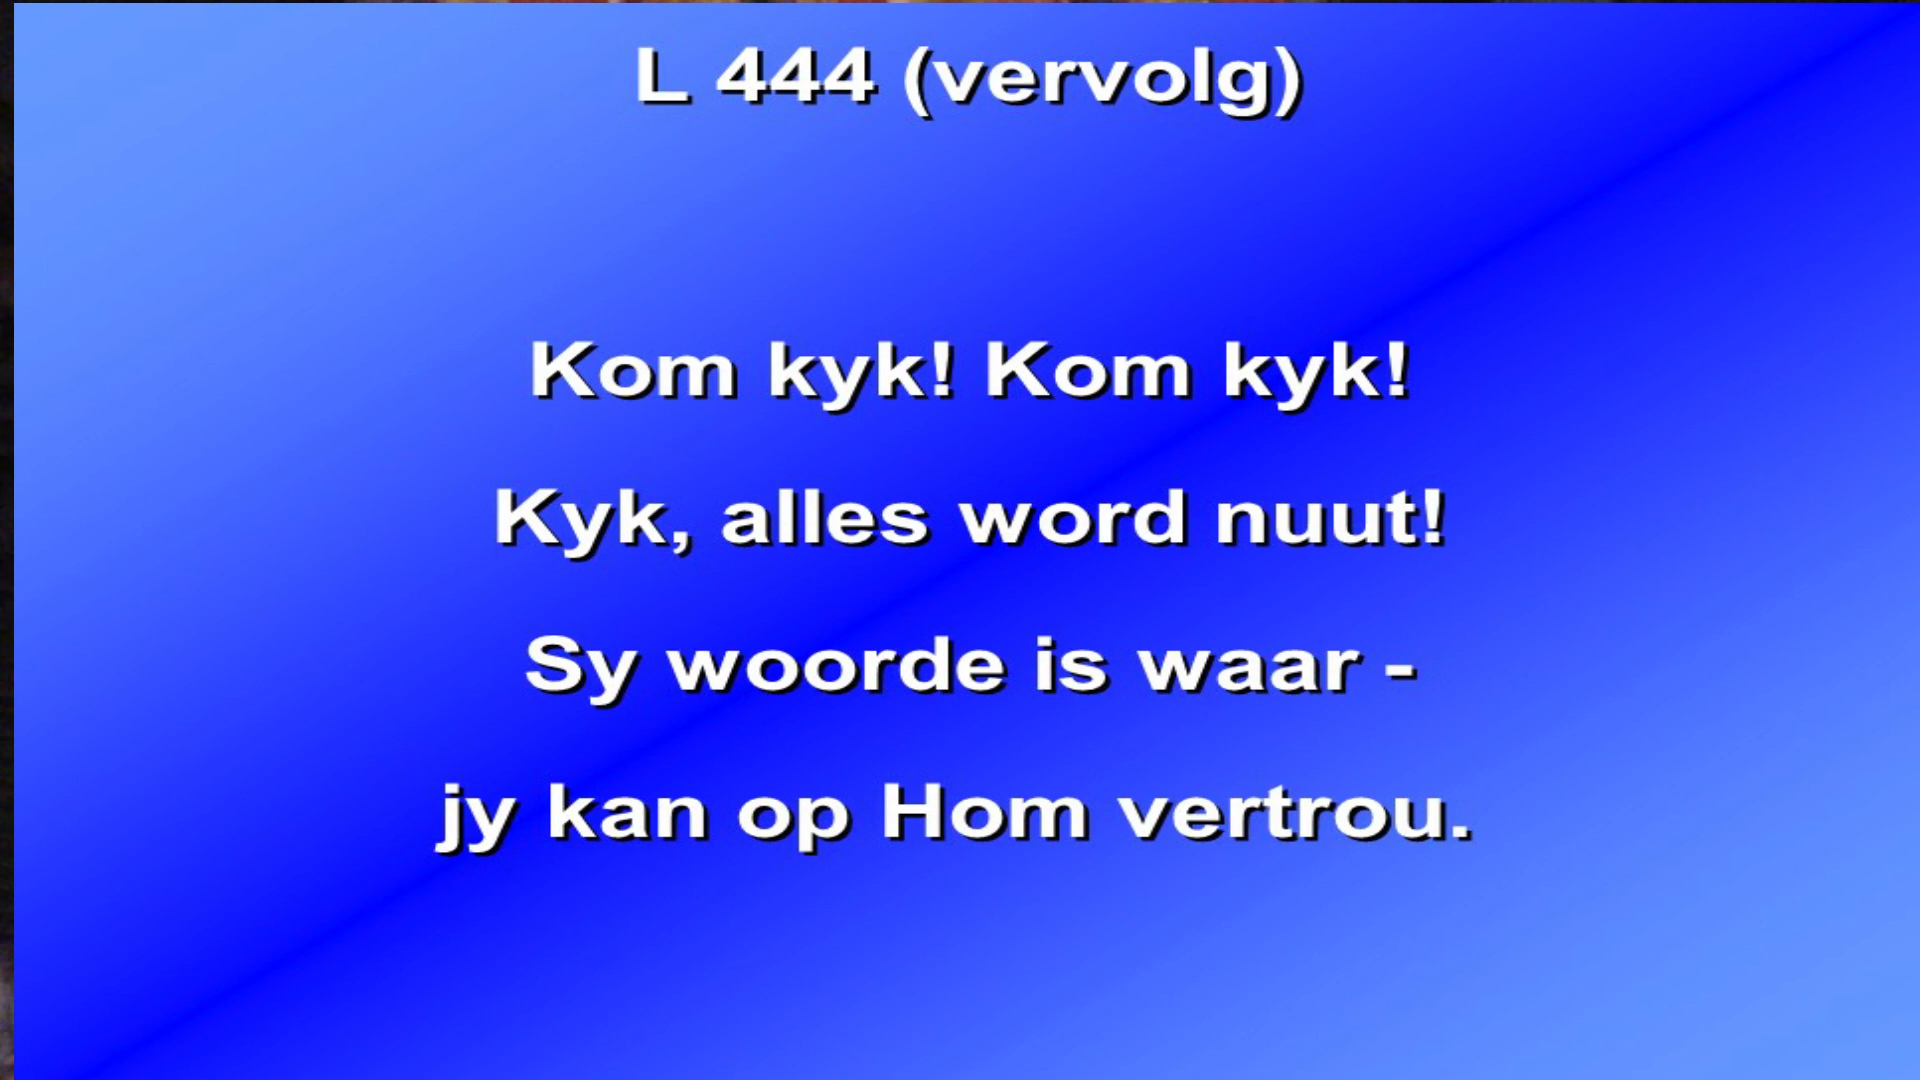 L 444 (vervolg)
Kom kyk! Kom kyk!
Kyk, alles word nuut!
Sy woorde is waar -
jy kan op Hom vertrou.